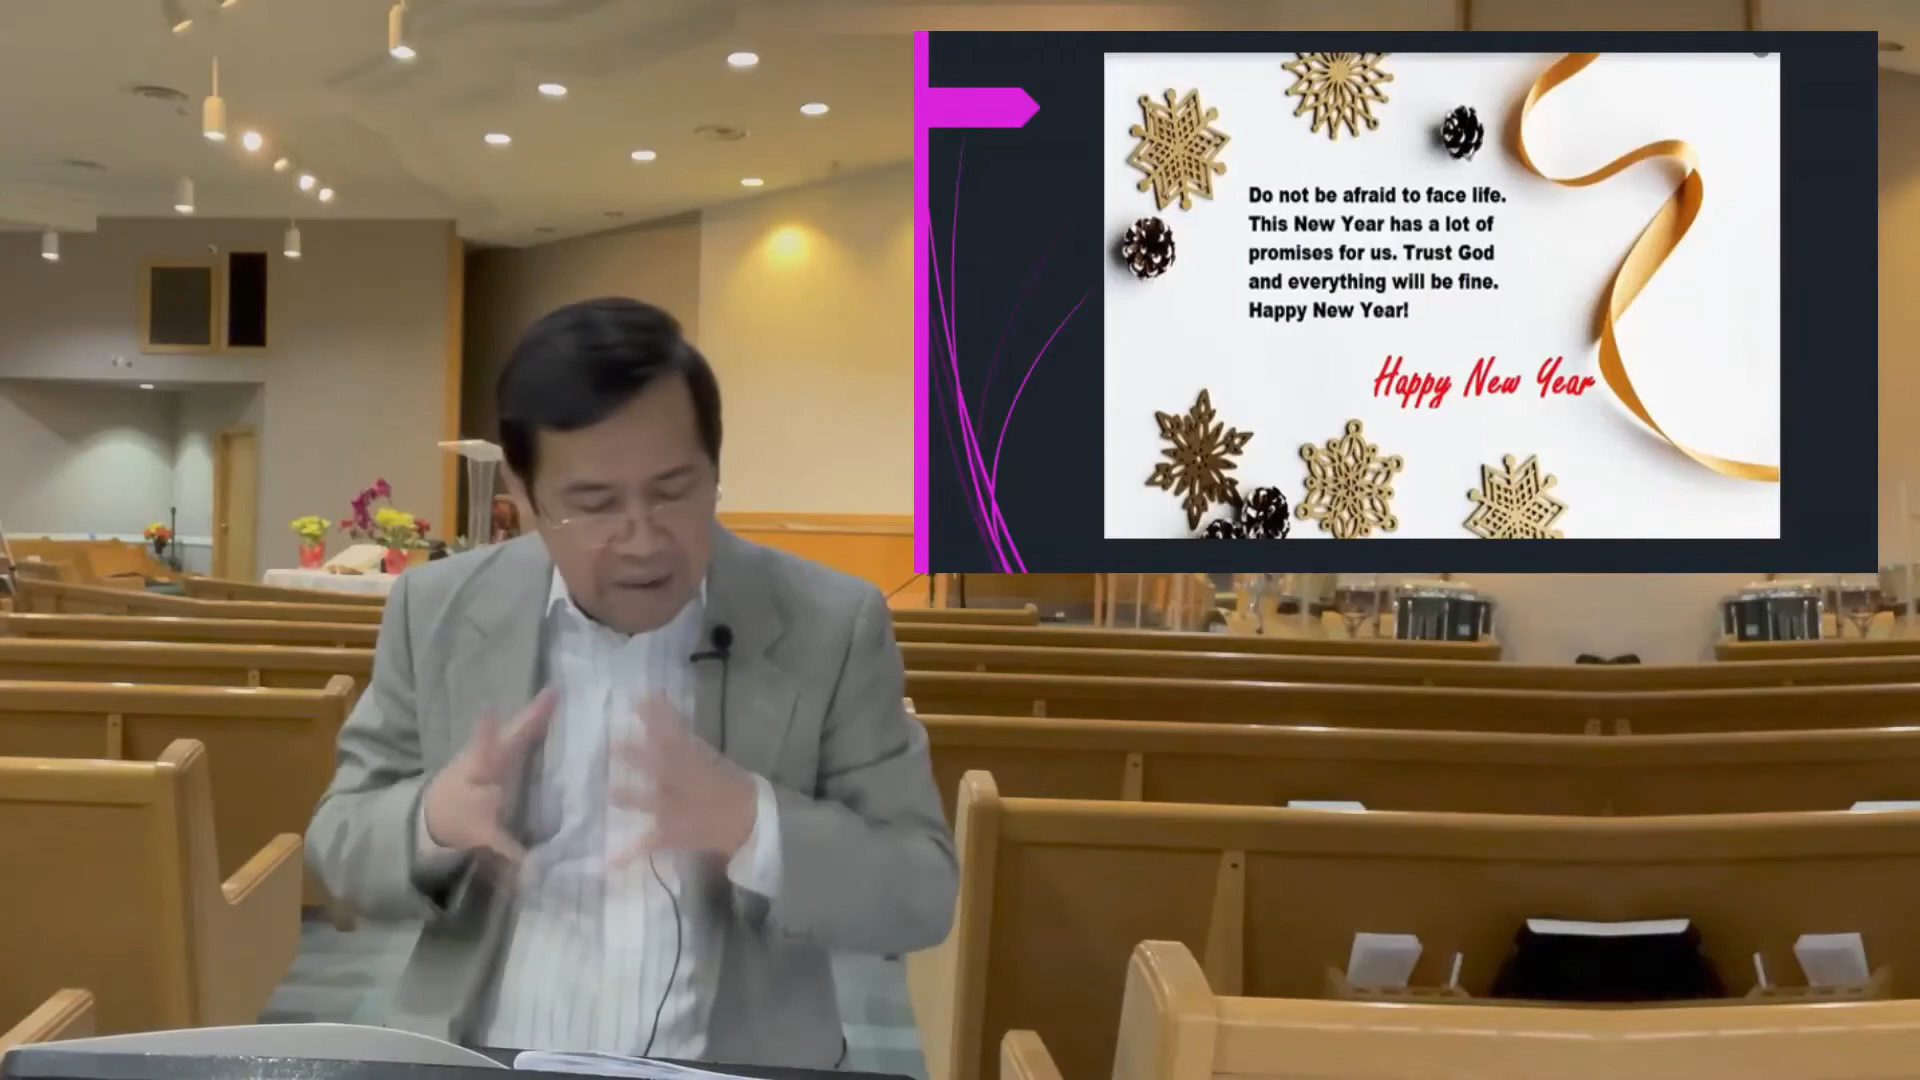 Do not be afraid to face life.
This New Year has a lot of
promises for us. Trust God
and everything will be fine.
Happy New Year!
Happy New Year